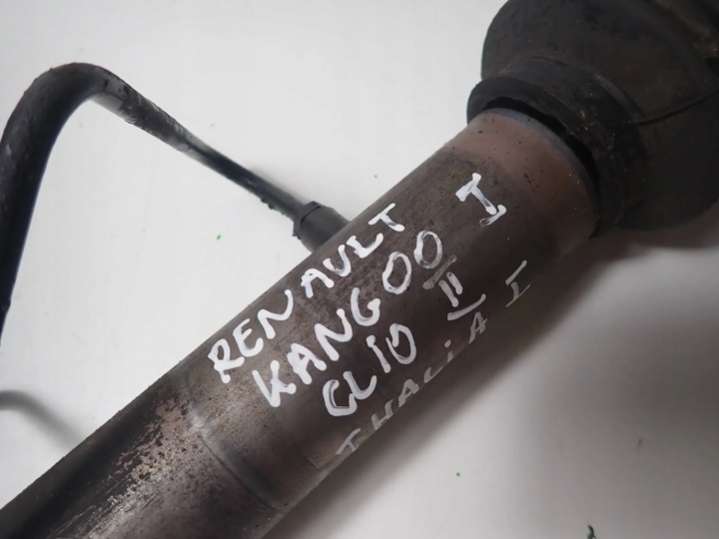 RENAULT
KANGOO I
CLIO II
THALIA I